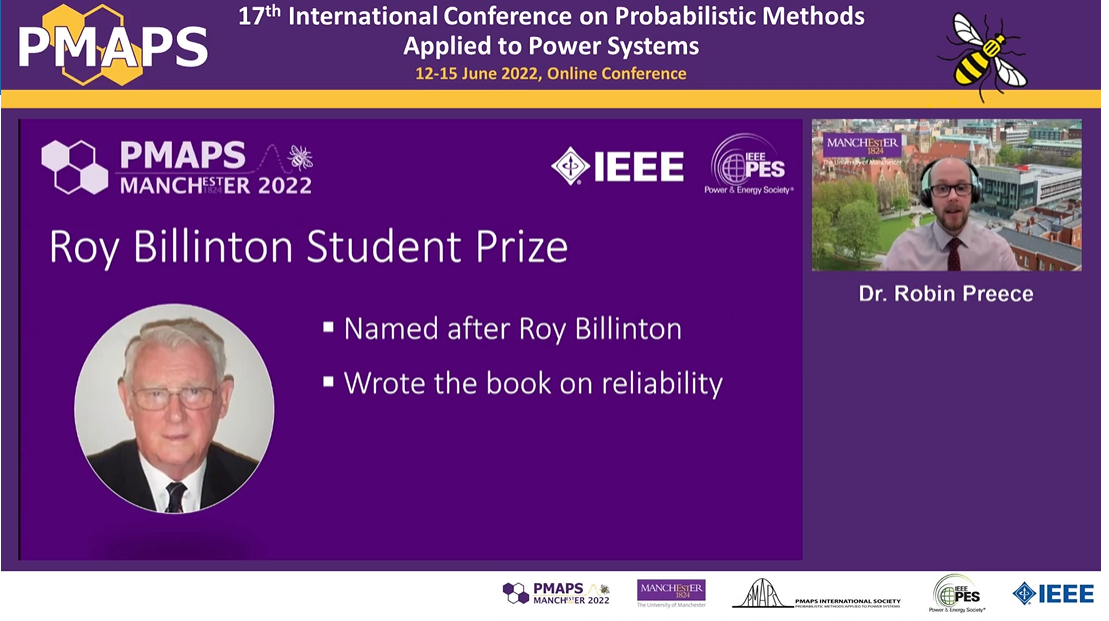 PMAPS
17th International Conference on Probabilistic Methods
Applied to Power Systems
12-15 June 2022, Online Conference
PMAPS
MANCHESTER 2022
1824
IEEE
IEEE
PES
Power & Energy Society®
Roy Billinton Student Prize
▪ Named after Roy Billinton
▪ Wrote the book on reliability
MANCHESTER
1824
The University of Manchester
Dr. Robin Preece
PMAPS
MANCHESTER 2022
MANCHESTER
1824
The University of Manchester
PMAPS
PMAPS INTERNATIONAL SOCIETY
PROBABILISTIC METHODS APPLIED TO POWER SYSTEMS
IEEE
PES
Power & Energy Society®
IEEE